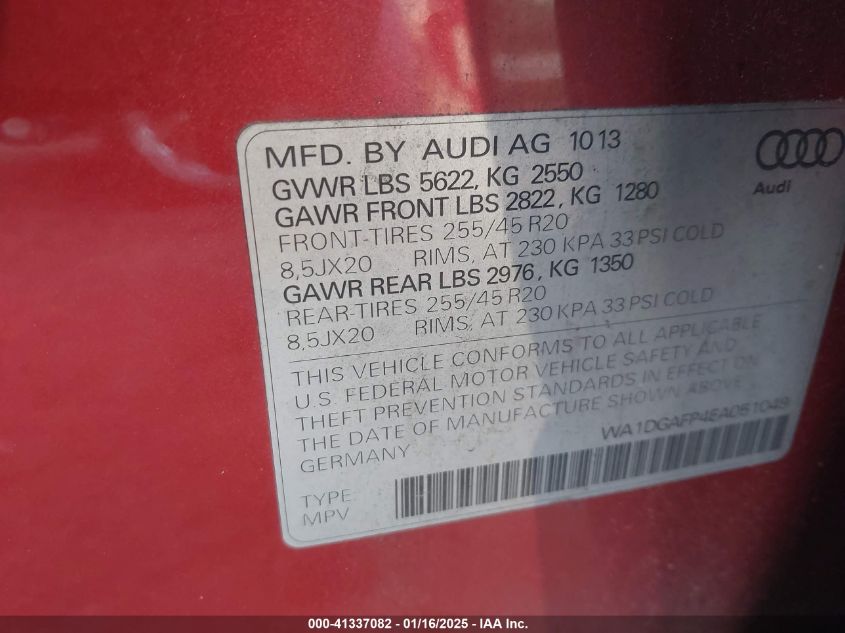 MFD. BY AUDI AG 1013
Audi
GVWR LBS 5622, KG 2550
GAWR FRONT LBS 2822, KG 1280
FRONT-TIRES 255/45 R20
8,5JX20 RIMS, AT 230 KPA 33 PSI COLD
GAWR REAR LBS 2976, KG 1350
REAR-TIRES 255/45 R20
8,5JX20 RIMS, AT 230 KPA 33 PSI COLD
THIS VEHICLE CONFORMS TO ALL APPLICABLE
U.S. FEDERAL MOTOR VEHICLE SAFETY AND
THEFT PREVENTION STANDARDS IN EFFECT ON
THE DATE OF MANUFACTURE SHOWN ABOVE.
GERMANY
WA1DGAFP4EA051049
TYPE:
MPV
000-41337082 - 01/16/2025 - IAA Inc.